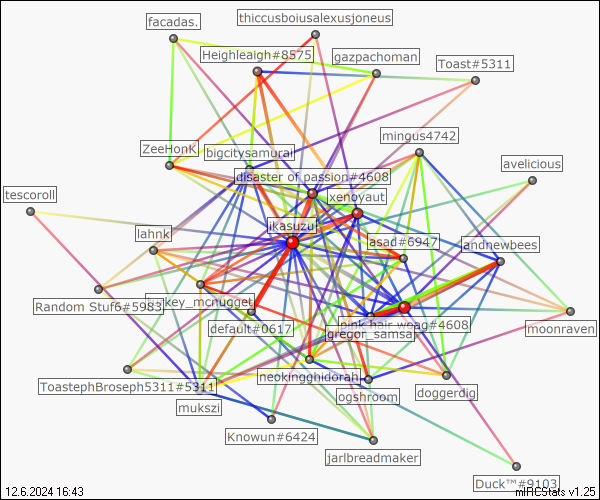 facadas.
thiccusboiusalexusjoneus
Heighleaigh#8575
gazpachoman
Toast#5311
mingus4742
ZeeHonK
bigcitysamurai
avelicious
disaster of passion#4608
tescoroll
xenoyaut
ikasuzu
lahnk
asad#6947
andnewbees
Random Stuf6#5983
turkey_mcnugget
default#0617
pink hair weag#4608
gregor_samsa
moonraven
ToastephBroseph5311#5311
neokingghidorah
mukszi
ogshroom
doggerdig
Knowun#6424
jarlbreadmaker
Duck™#9103
12.6.2024 16:43
mIRCStats v1.25